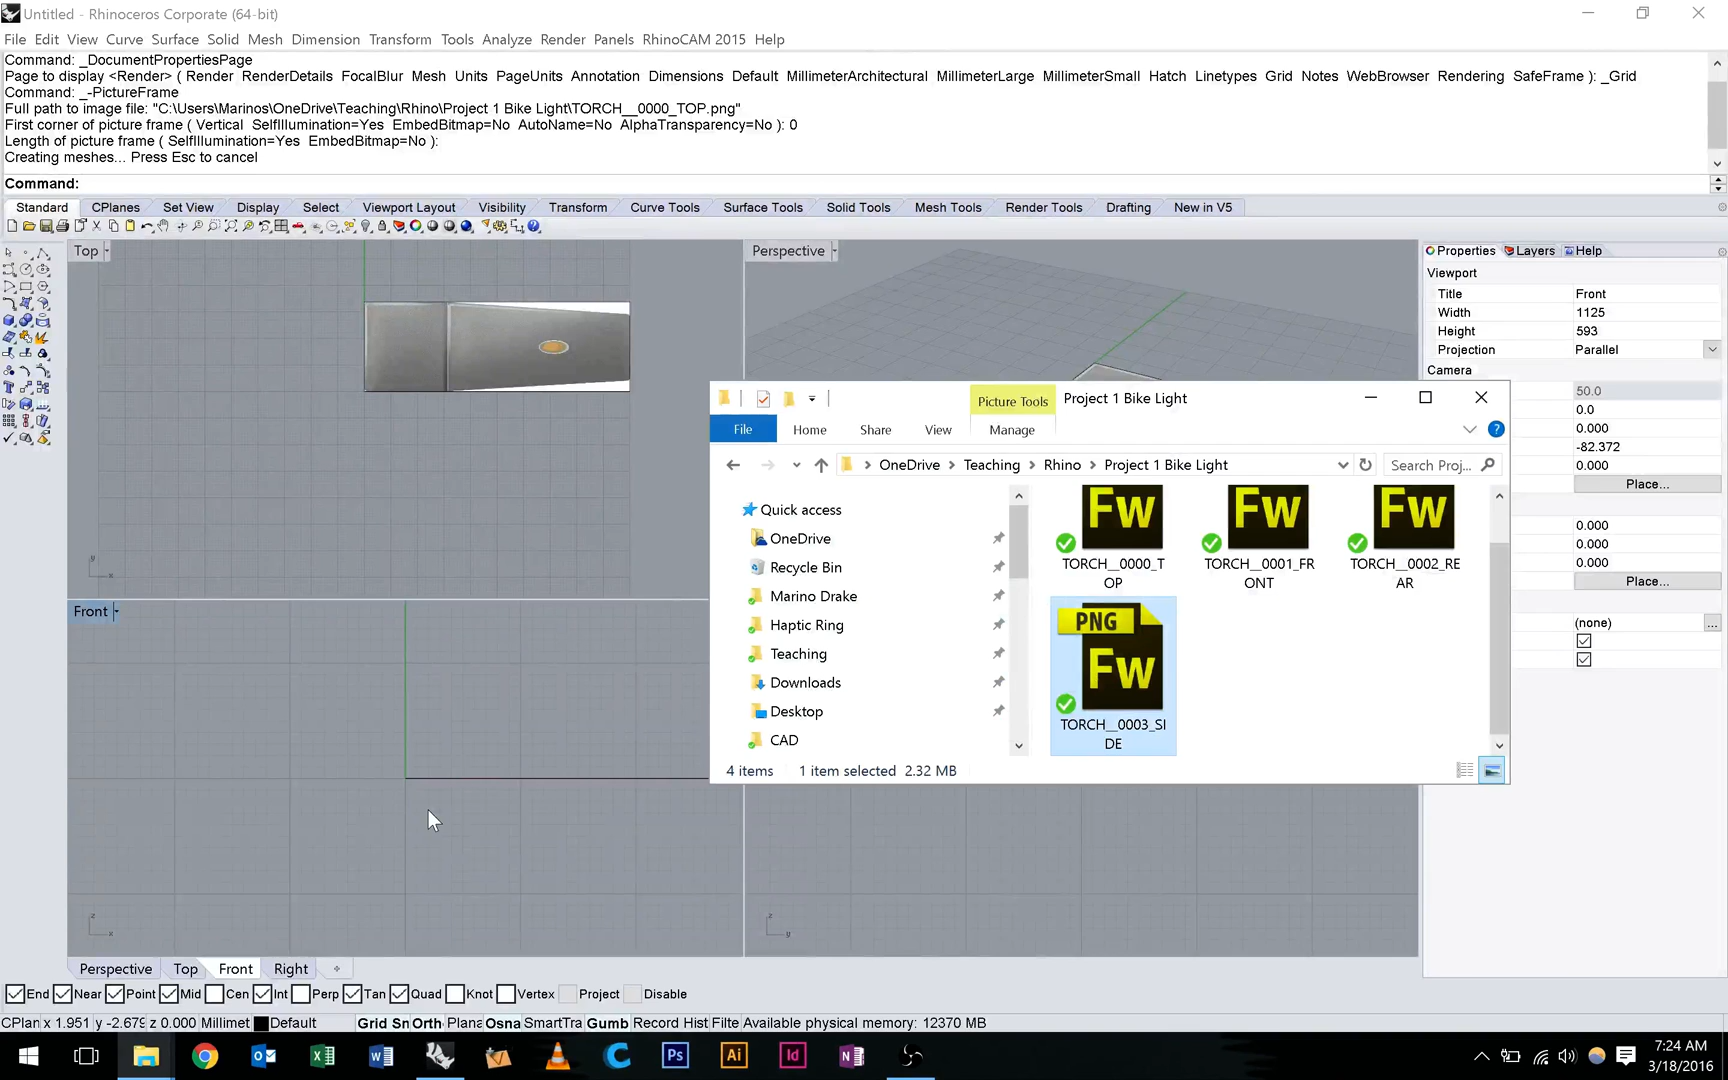 Untitled - Rhinoceros Corporate (64-bit)
File Edit View Curve Surface Solid Mesh Dimension Transform Tools Analyze Render Panels RhinoCAM 2015 Help
Command: _DocumentPropertiesPage
Page to display <Render> ( Render RenderDetails FocalBlur Mesh Units PageUnits Annotation Dimensions Default MillimeterArchitectural MillimeterLarge MillimeterSmall Hatch Linetypes Grid Notes WebBrowser Rendering SafeFrame ): _Grid
Command: _-PictureFrame
Full path to image file: "C:\Users\Marinos\OneDrive\Teaching\Rhino\Project 1 Bike Light\TORCH__0000_TOP.png"
First corner of picture frame ( Vertical SelfIllumination=Yes EmbedBitmap=No AutoName=No AlphaTransparency=No ): 0
Length of picture frame ( SelfIllumination=Yes EmbedBitmap=No ):
Creating meshes... Press Esc to cancel
Command:
Standard CPlanes Set View Display Select Viewport Layout Visibility Transform Curve Tools Surface Tools Solid Tools Mesh Tools Render Tools Drafting New in V5
Top
Perspective
Properties Layers Help
Viewport
Title Front
Width 1125
Height 593
Projection Parallel
Camera
50.0
0.0
0.000
-82.372
0.000
Place...
0.000
0.000
0.000
Place...
(none)
Picture Tools Project 1 Bike Light
File Home Share View Manage
OneDrive Teaching Rhino Project 1 Bike Light Search Proj...
Quick access
OneDrive
Recycle Bin
Marino Drake
Haptic Ring
Teaching
Downloads
Desktop
CAD
Fw Fw Fw
TORCH__0000_T
OP
TORCH__0001_FR
ONT
TORCH__0002_RE
AR
PNG
Fw
TORCH__0003_SI
DE
4 items 1 item selected 2.32 MB
y
x
Front
z
x
z
y
Perspective Top Front Right
End Near Point Mid Cen Int Perp Tan Quad Knot Vertex Project Disable
CPlan x 1.951 y -2.679 z 0.000 Millimet Default Grid Sn Orth Plana Osna SmartTra Gumb Record Hist Filte Available physical memory: 12370 MB
Ps Ai Id N
7:24 AM
3/18/2016